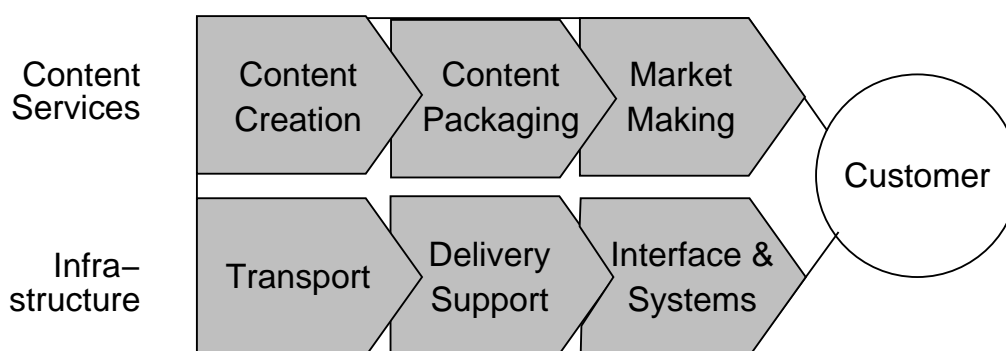 Content
Services
Content
Creation
Content
Packaging
Market
Making
Customer
Infra–
structure
Transport
Delivery
Support
Interface &
Systems